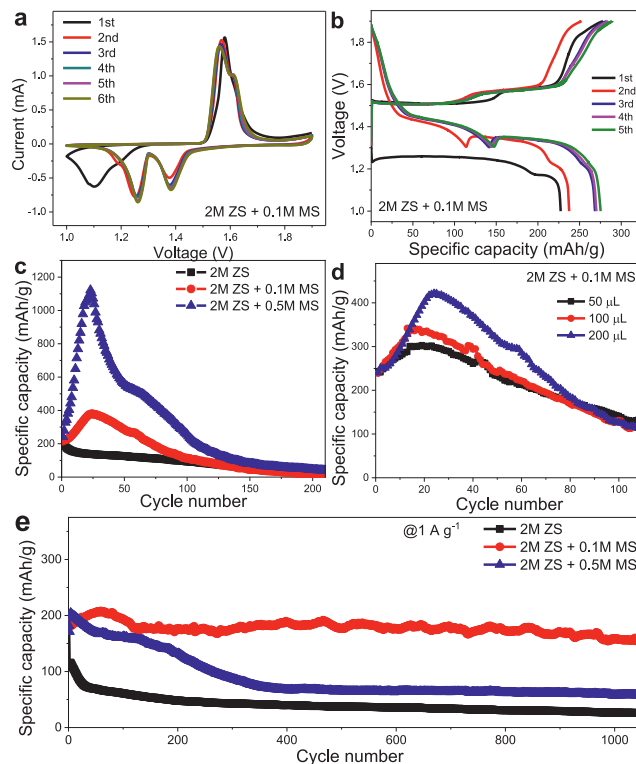 a
1st
2nd
3rd
4th
5th
6th
2M ZS + 0.1M MS
Current (mA)
1.5
1.0
0.5
0.0
-0.5
-1.0
1.0 1.2 1.4 1.6 1.8
Voltage (V)
b
1st
2nd
3rd
4th
5th
2M ZS + 0.1M MS
Voltage (V)
1.8
1.6
1.4
1.2
1.0
0 50 100 150 200 250 300
Specific capacity (mAh/g)
c
2M ZS
2M ZS + 0.1M MS
2M ZS + 0.5M MS
Specific capacity (mAh/g)
1200
1000
800
600
400
200
0
0 50 100 150 200
Cycle number
d
2M ZS + 0.1M MS
50 μL
100 μL
200 μL
Specific capacity (mAh/g)
400
300
200
100
0
0 20 40 60 80 100
Cycle number
e
@1 A g⁻¹
2M ZS
2M ZS + 0.1M MS
2M ZS + 0.5M MS
Specific capacity (mAh/g)
300
200
100
0
0 200 400 600 800 1000
Cycle number